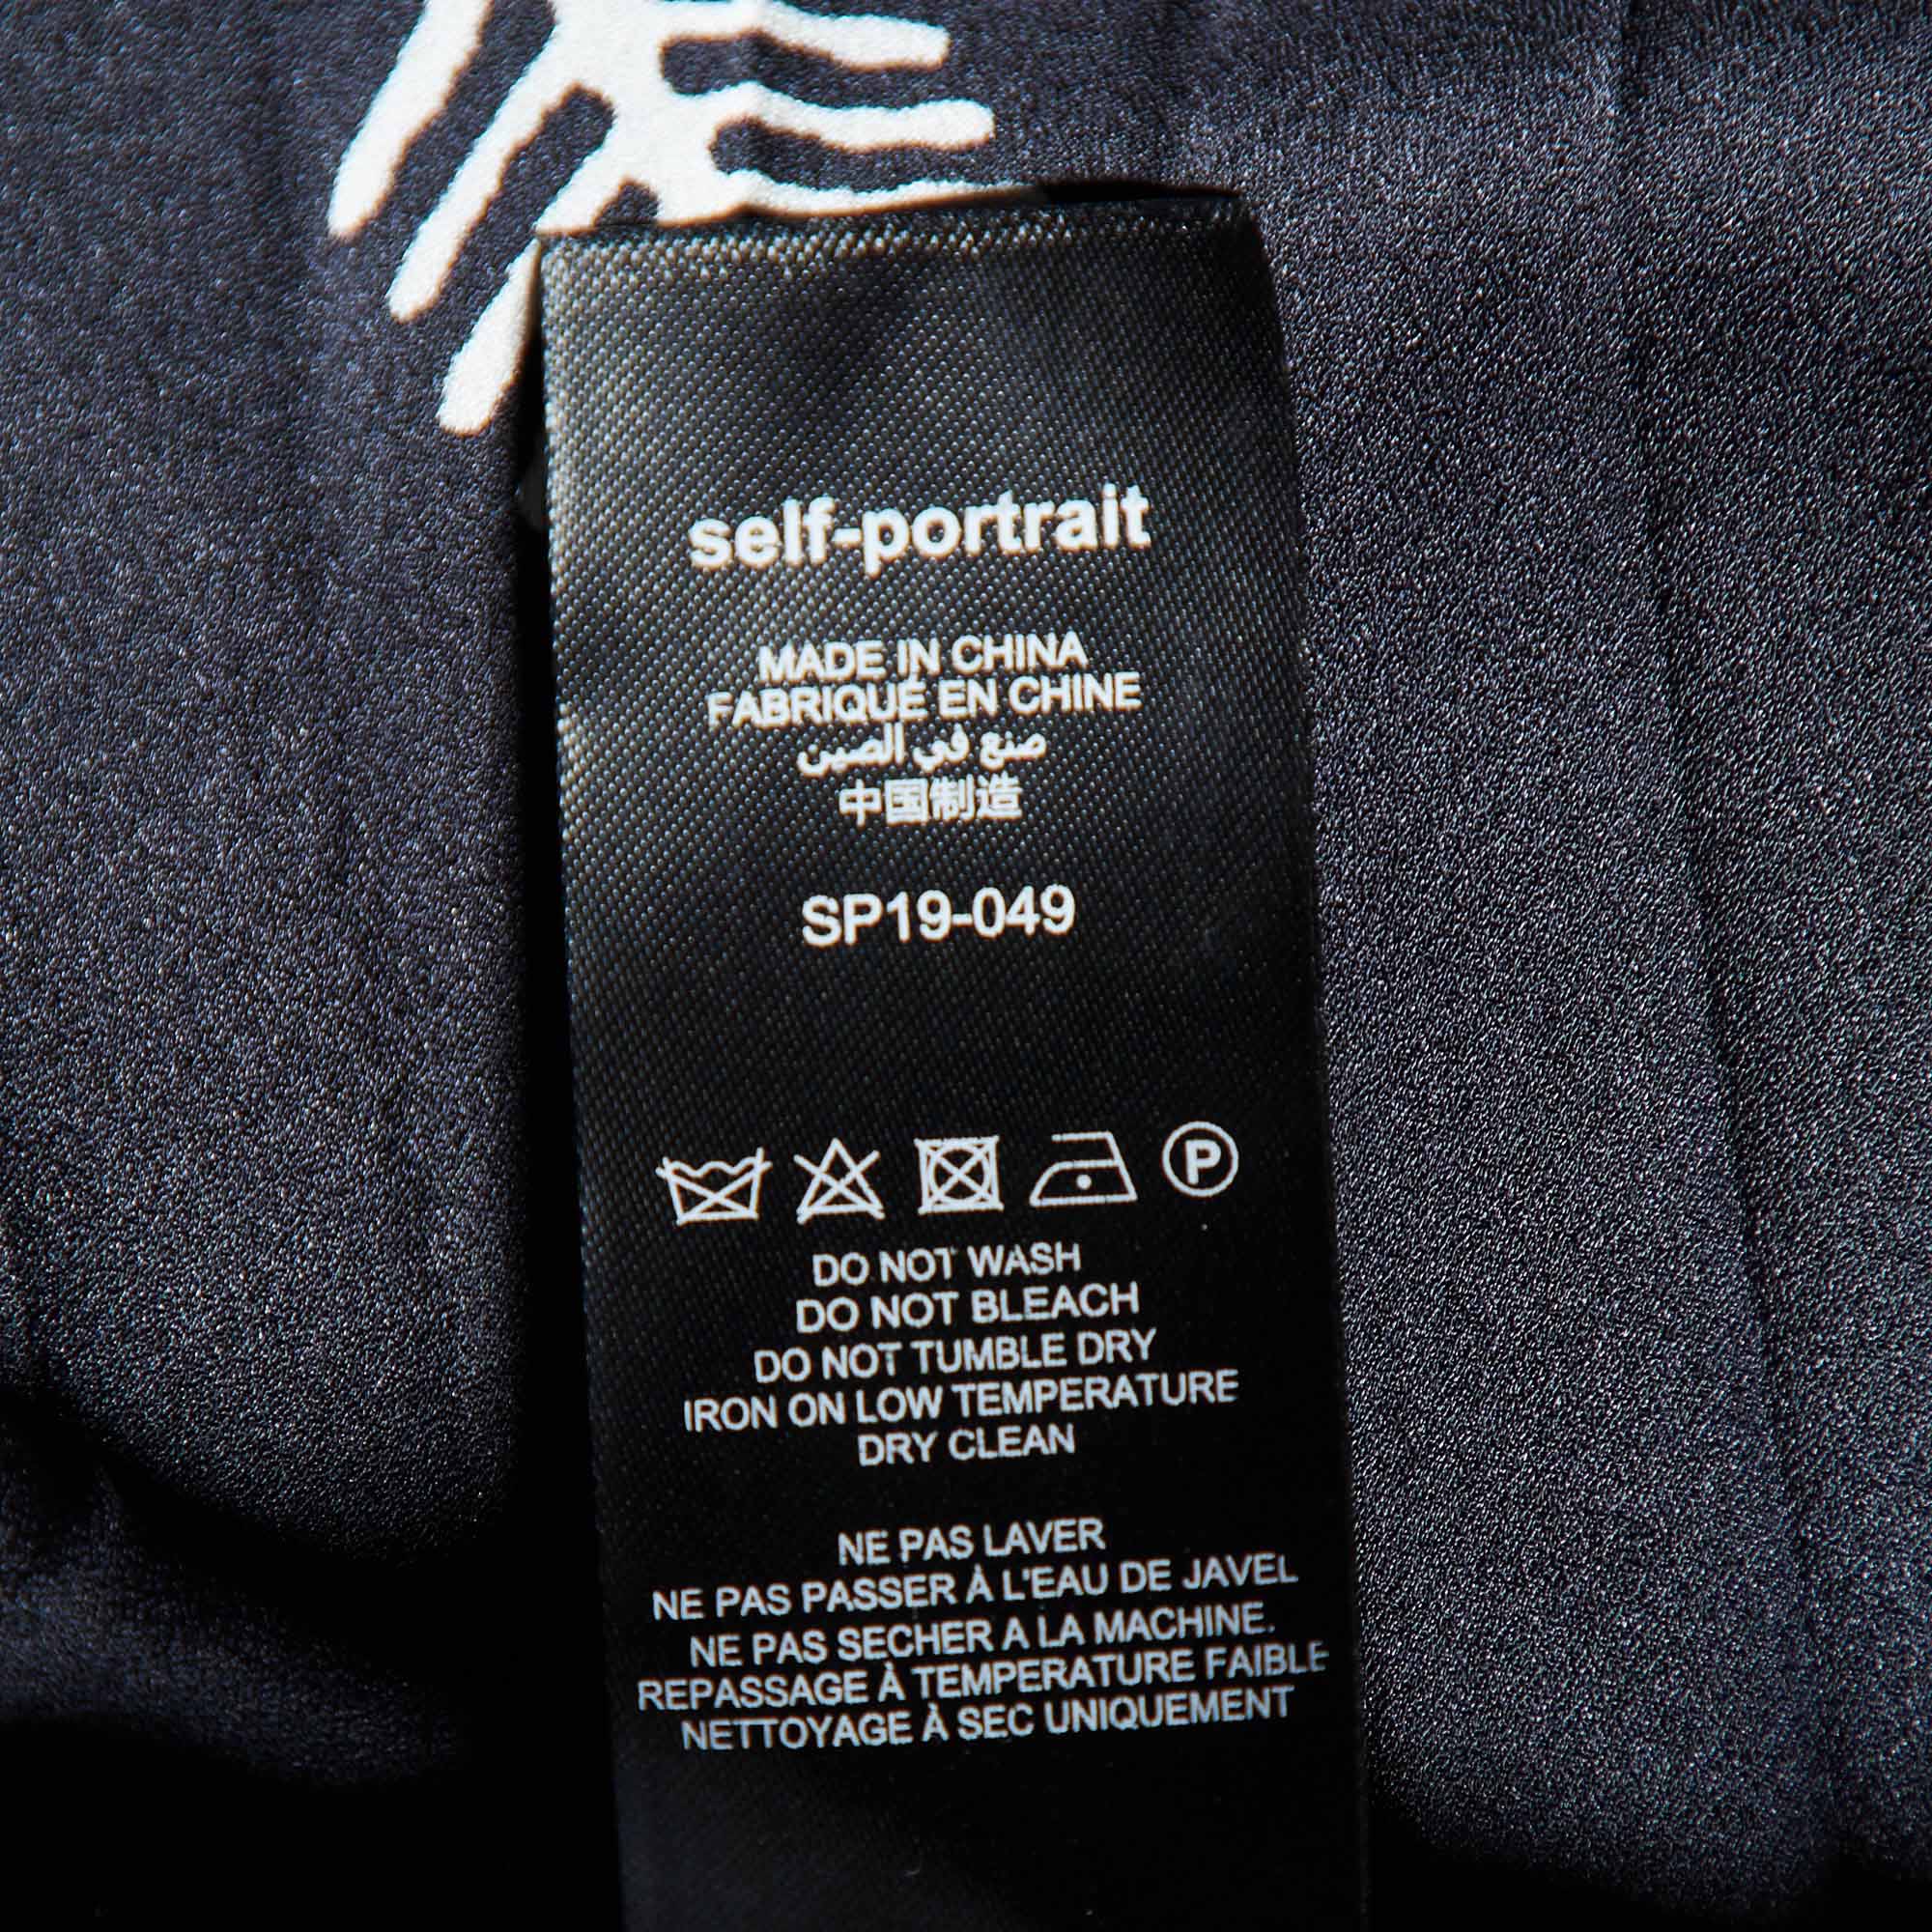 self-portrait
MADE IN CHINA
FABRIQUÉ EN CHINE
صنع في الصين
中国制造
SP19-049
P
DO NOT WASH
DO NOT BLEACH
DO NOT TUMBLE DRY
IRON ON LOW TEMPERATURE
DRY CLEAN
NE PAS LAVER
NE PAS PASSER À L'EAU DE JAVEL
NE PAS SECHER A LA MACHINE.
REPASSAGE À TEMPERATURE FAIBLE
NETTOYAGE À SEC UNIQUEMENT